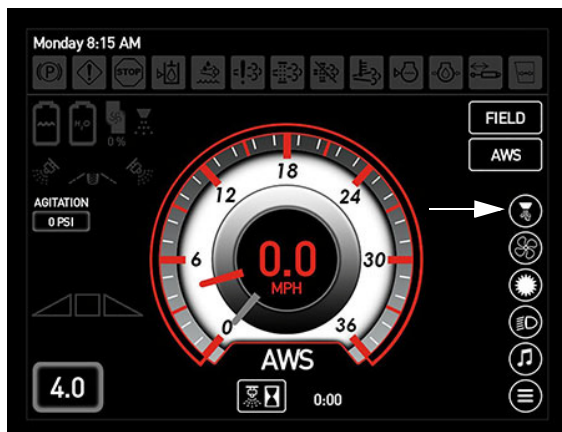 Monday 8:15 AM
(P)
STOP
H₂O
0 %
FIELD
AWS
AGITATION
0 PSI
18
12
24
6
30
0
36
0.0
MPH
AWS
4.0
0:00